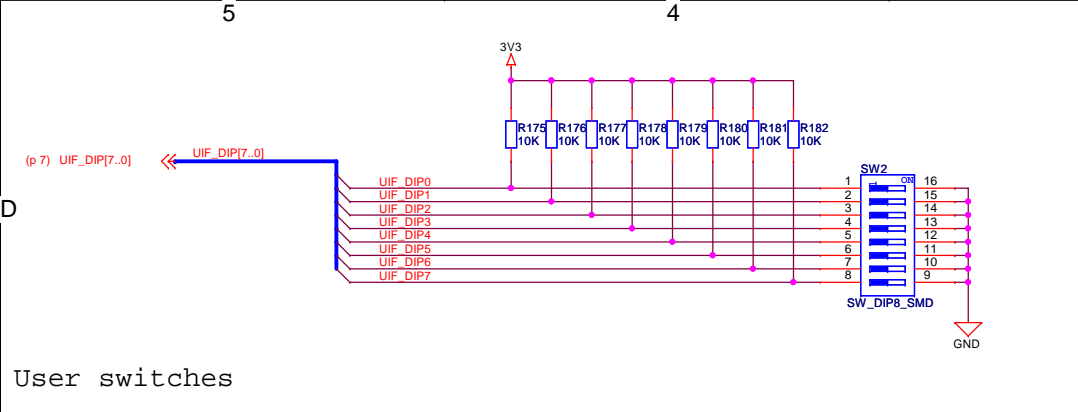 5 4
3V3
R175 R176 R177 R178 R179 R180 R181 R182
10K 10K 10K 10K 10K 10K 10K 10K
(p 7) UIF_DIP[7..0] UIF_DIP[7..0]
SW2
ON
UIF_DIP0 1 16
UIF_DIP1 2 15
UIF_DIP2 3 14
D
UIF_DIP3 4 13
UIF_DIP4 5 12
UIF_DIP5 6 11
UIF_DIP6 7 10
UIF_DIP7 8 9
SW_DIP8_SMD
GND
User switches